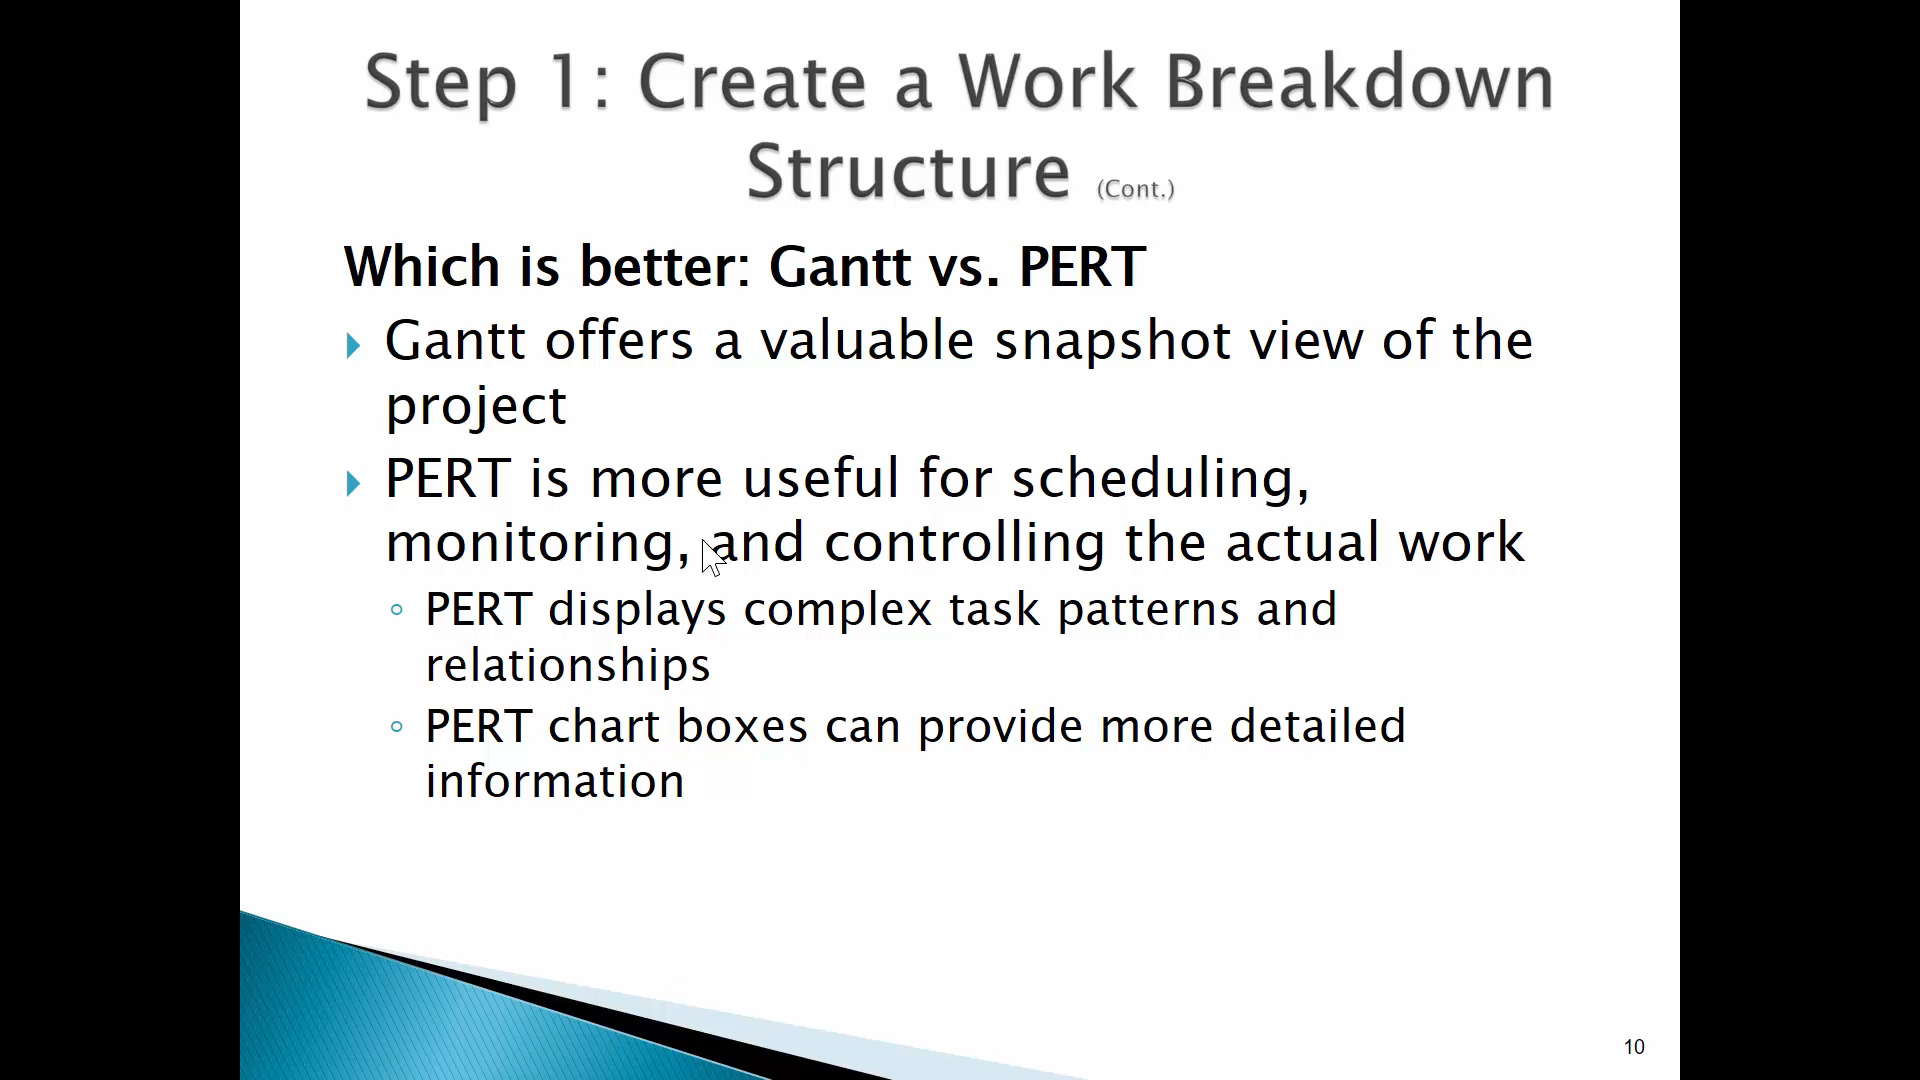 Step 1: Create a Work Breakdown
Structure (Cont.)
Which is better: Gantt vs. PERT
Gantt offers a valuable snapshot view of the
project
PERT is more useful for scheduling,
monitoring, and controlling the actual work
PERT displays complex task patterns and
relationships
PERT chart boxes can provide more detailed
information
10